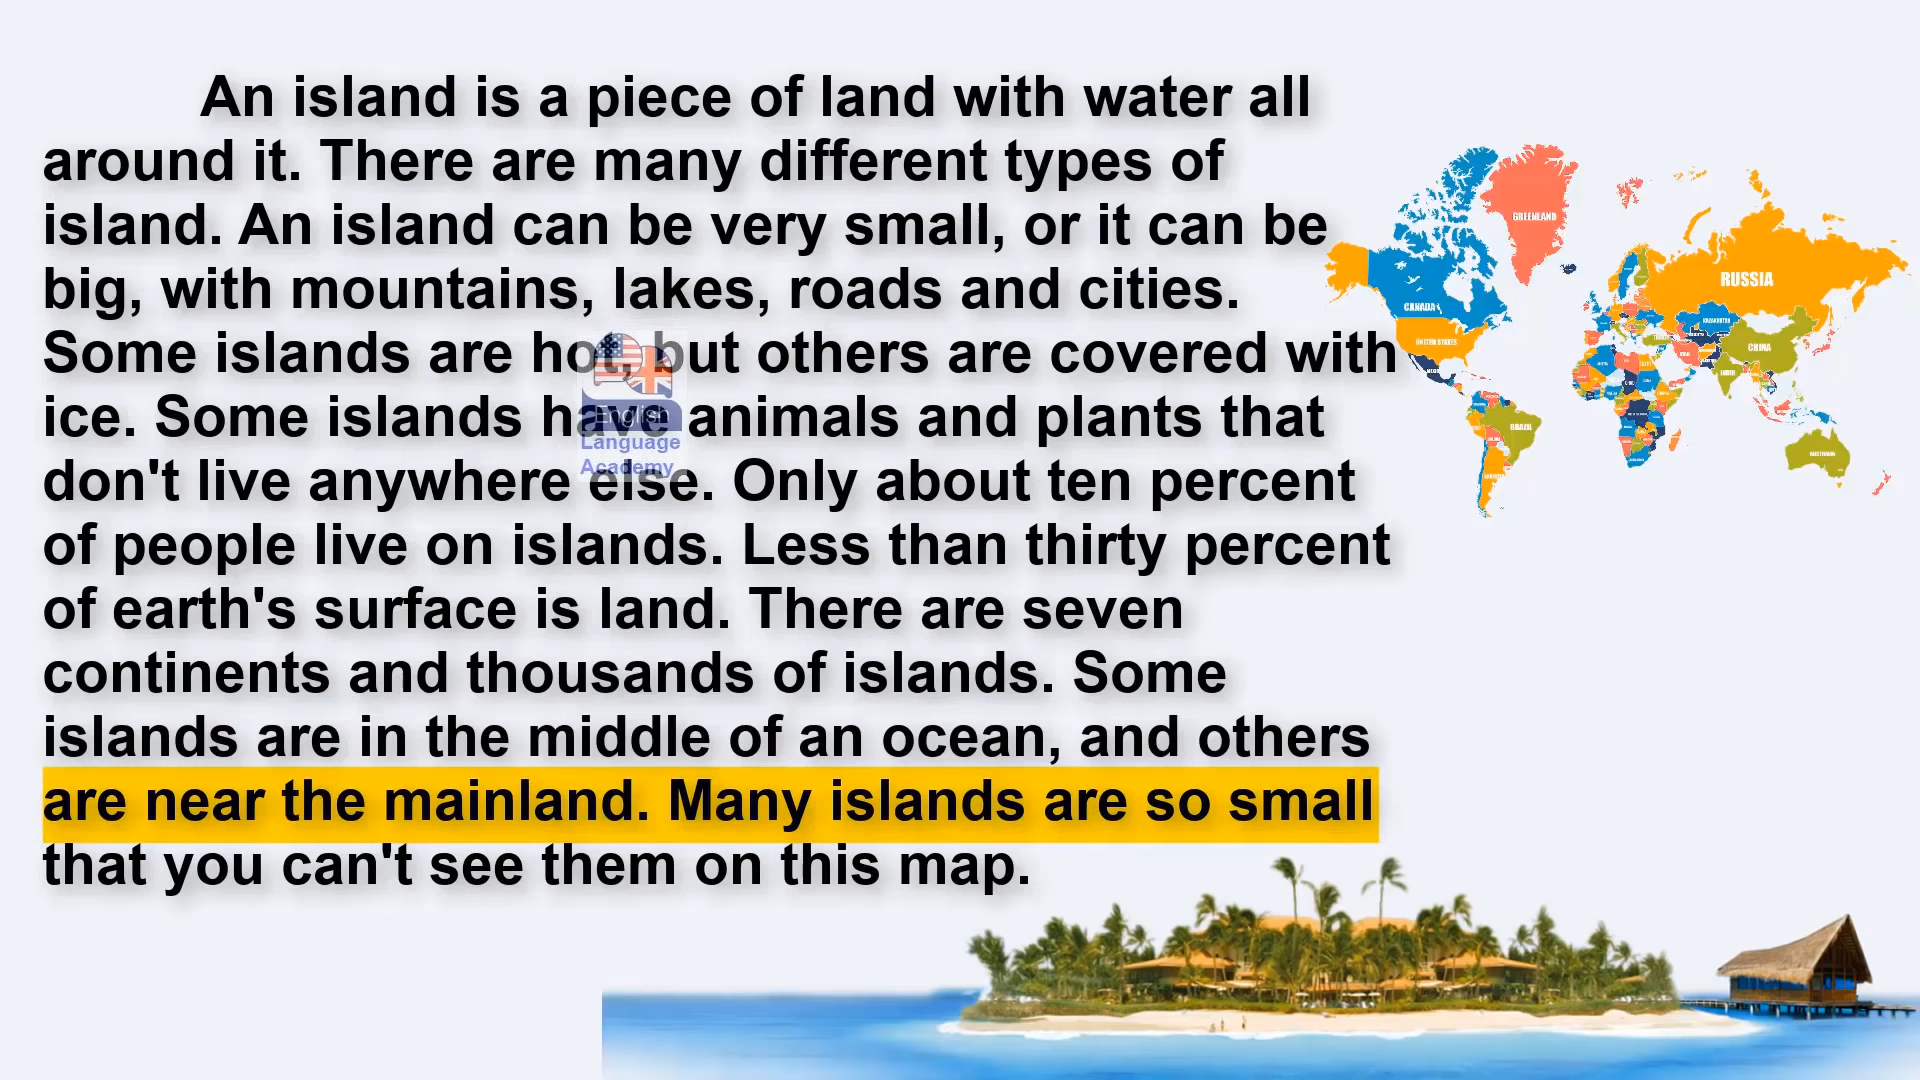 An island is a piece of land with water all
around it. There are many different types of
island. An island can be very small, or it can be
big, with mountains, lakes, roads and cities.
Some islands are hot, but others are covered with
ice. Some islands have animals and plants that
don't live anywhere else. Only about ten percent
of people live on islands. Less than thirty percent
of earth's surface is land. There are seven
continents and thousands of islands. Some
islands are in the middle of an ocean, and others
are near the mainland. Many islands are so small
that you can't see them on this map.
English
Language
Academy
GREENLAND
RUSSIA
CANADA
UNITED STATES
KAZAKHSTAN
CHINA
INDIA
BRAZIL
AUSTRALIA